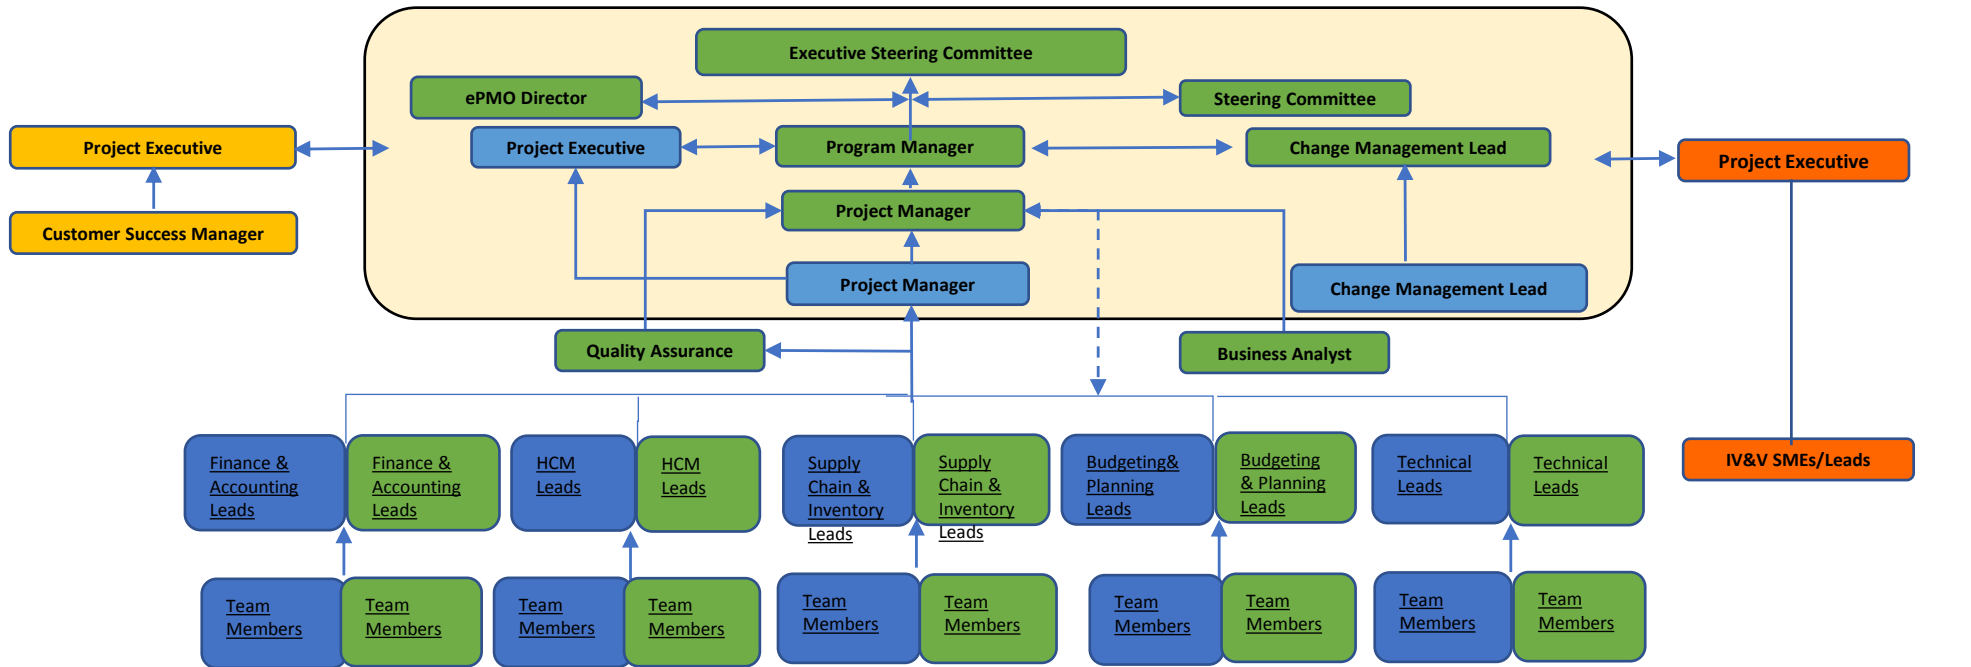 Executive Steering Committee
ePMO Director
Steering Committee
Project Executive
Project Executive
Program Manager
Change Management Lead
Project Executive
Project Manager
Customer Success Manager
Project Manager
Change Management Lead
Quality Assurance
Business Analyst
Finance &
Accounting
Leads
Finance &
Accounting
Leads
HCM
Leads
HCM
Leads
Supply
Chain &
Inventory
Leads
Supply
Chain &
Inventory
Leads
Budgeting&
Planning
Leads
Budgeting
& Planning
Leads
Technical
Leads
Technical
Leads
IV&V SMEs/Leads
Team
Members
Team
Members
Team
Members
Team
Members
Team
Members
Team
Members
Team
Members
Team
Members
Team
Members
Team
Members